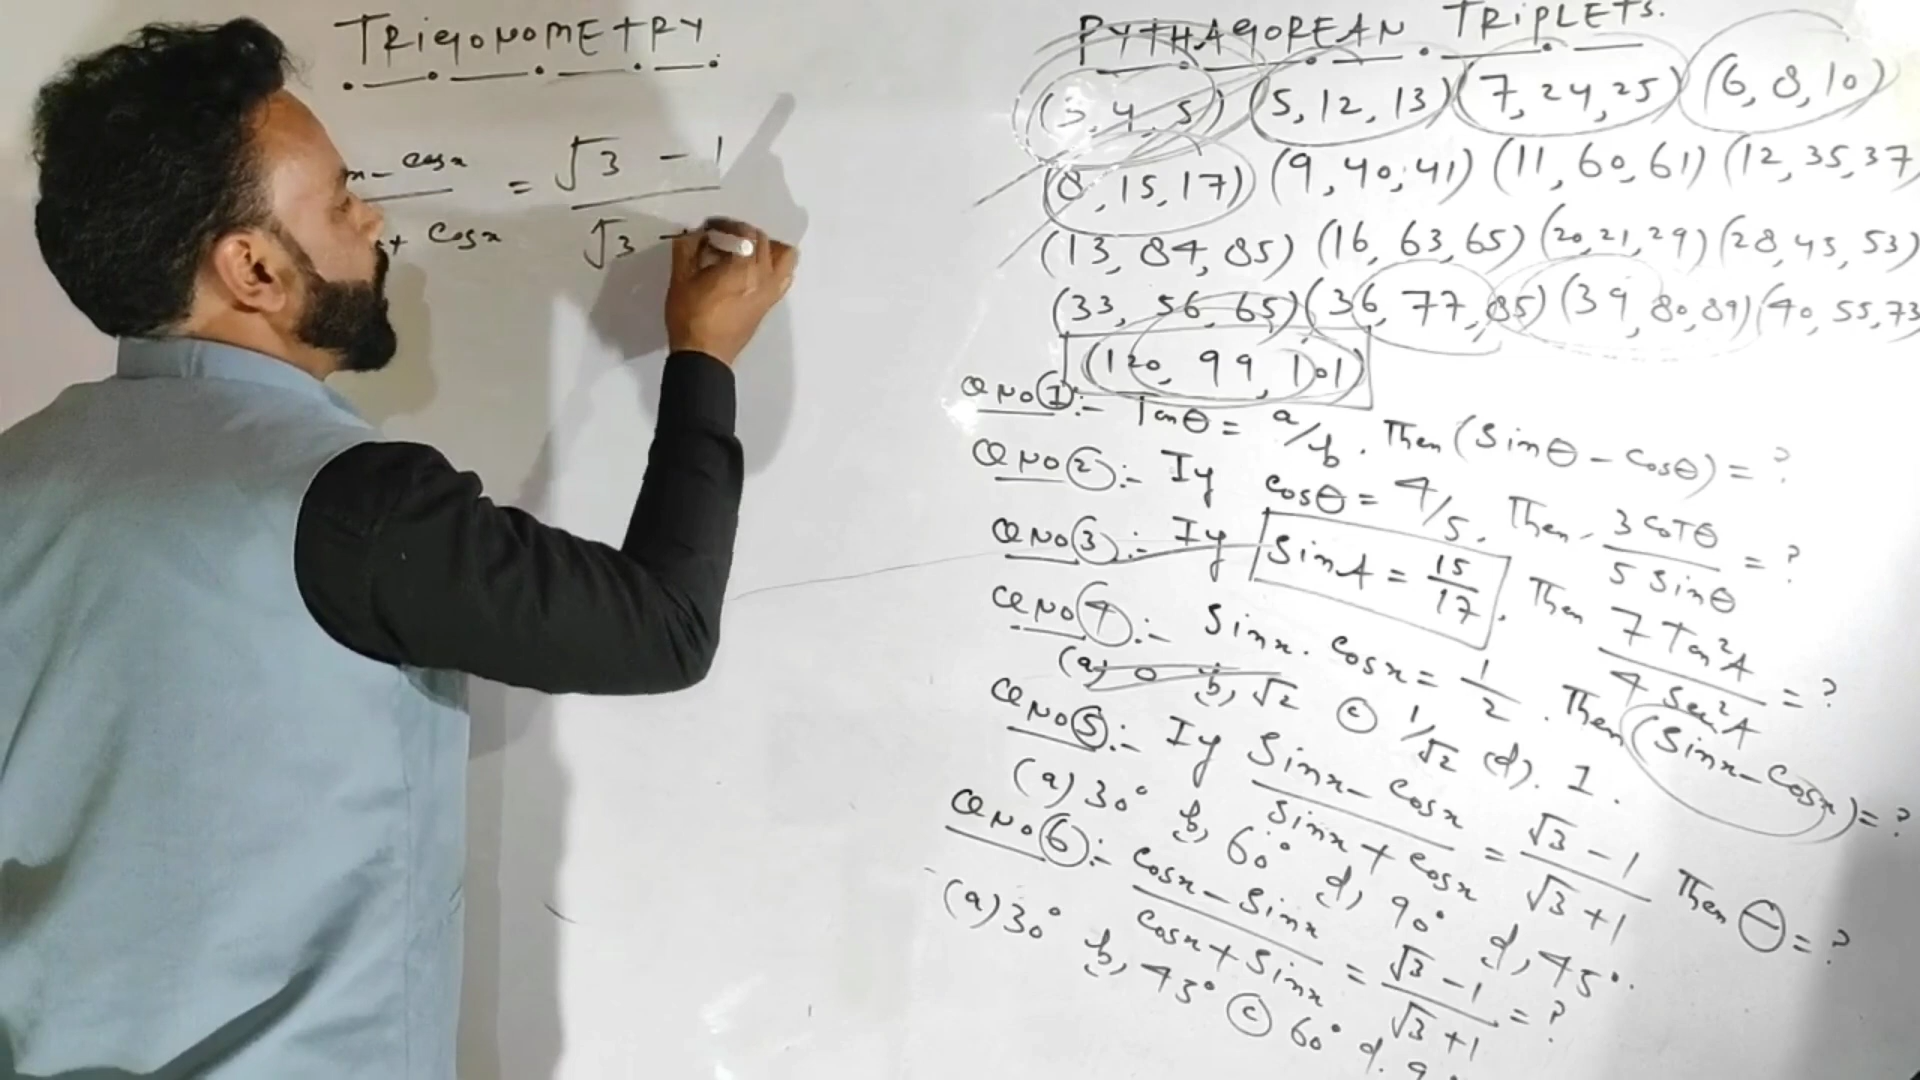 TRIGONOMETRY
- cosx = √3 - 1
+ cosx √3 -
PYTHAGOREAN TRIPLETS.
(3, 4, 5) (5, 12, 13) (7, 24, 25) (6, 8, 10)
(8, 15, 17) (9, 40, 41) (11, 60, 61) (12, 35, 37
(13, 84, 85) (16, 63, 65) (20, 21, 29) (28, 45, 53)
(33, 56, 65) (36, 77, 85) (39, 80, 89) (40, 55, 73
(120, 99, 101)
Q No 1:- Tanθ = a/b. Then (Sinθ - Cosθ) = ?
Q No 2:- If cosθ = 4/5. Then 3 cotθ / 5 sinθ = ?
Q No 3:- If SinA = 15/17. Then 7 Tan²A / 4 Sec²A = ?
Q No 4:- Sinx. Cosx = 1/2. Then (Sinx - Cosx) = ?
(a) 0 b, √2 (c) 1/√2 (d). 1.
Q No 5:- If Sinx - Cosx / Sinx + Cosx = √3 - 1 / √3 + 1 Then θ = ?
(a) 30° b, 60° d, 90° d, 45°.
Q No 6:- Cosx - Sinx / Cosx + Sinx = √3 - 1 / √3 + 1 = ?
(a) 30° b, 45° (c) 60° d.